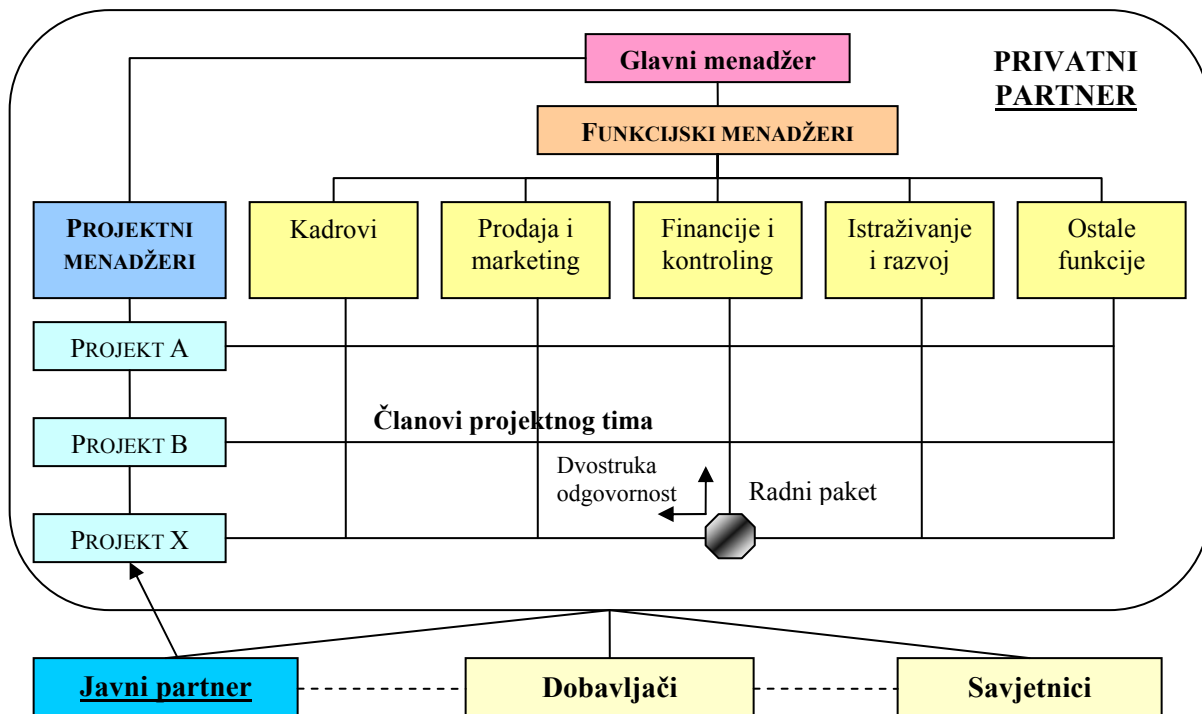 Glavni menadžer
PRIVATNI
PARTNER
FUNKCIJSKI MENADŽERI
PROJEKTNI
MENADŽERI
Kadrovi
Prodaja i
marketing
Financije i
kontroling
Istraživanje
i razvoj
Ostale
funkcije
PROJEKT A
Članovi projektnog tima
PROJEKT B
Dvostruka
odgovornost
Radni paket
PROJEKT X
Javni partner
Dobavljači
Savjetnici